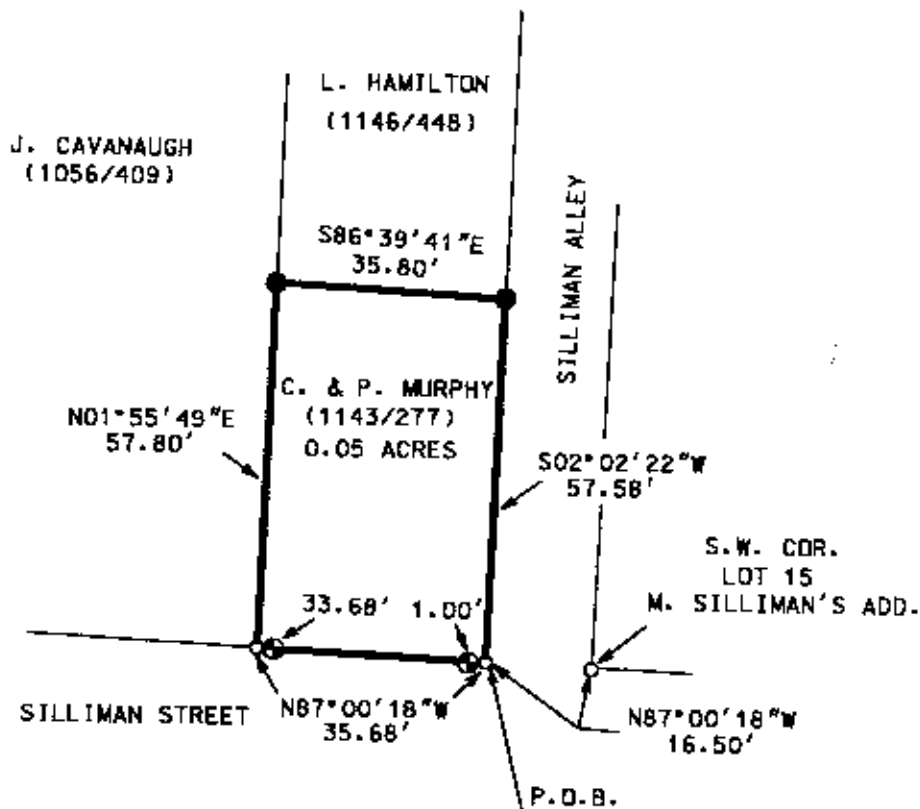 L. HAMILTON
(1146/448)
J. CAVANAUGH
(1056/409)
SILLIMAN ALLEY
S86°39'41"E
35.80'
C. & P. MURPHY
(1143/277)
0.05 ACRES
N01°55'49"E
57.80'
S02°02'22"W
57.58'
S.W. COR.
LOT 15
M. SILLIMAN'S ADD.
33.68' 1.00'
SILLIMAN STREET
N87°00'18"W
35.68'
N87°00'18"W
16.50'
P.O.B.